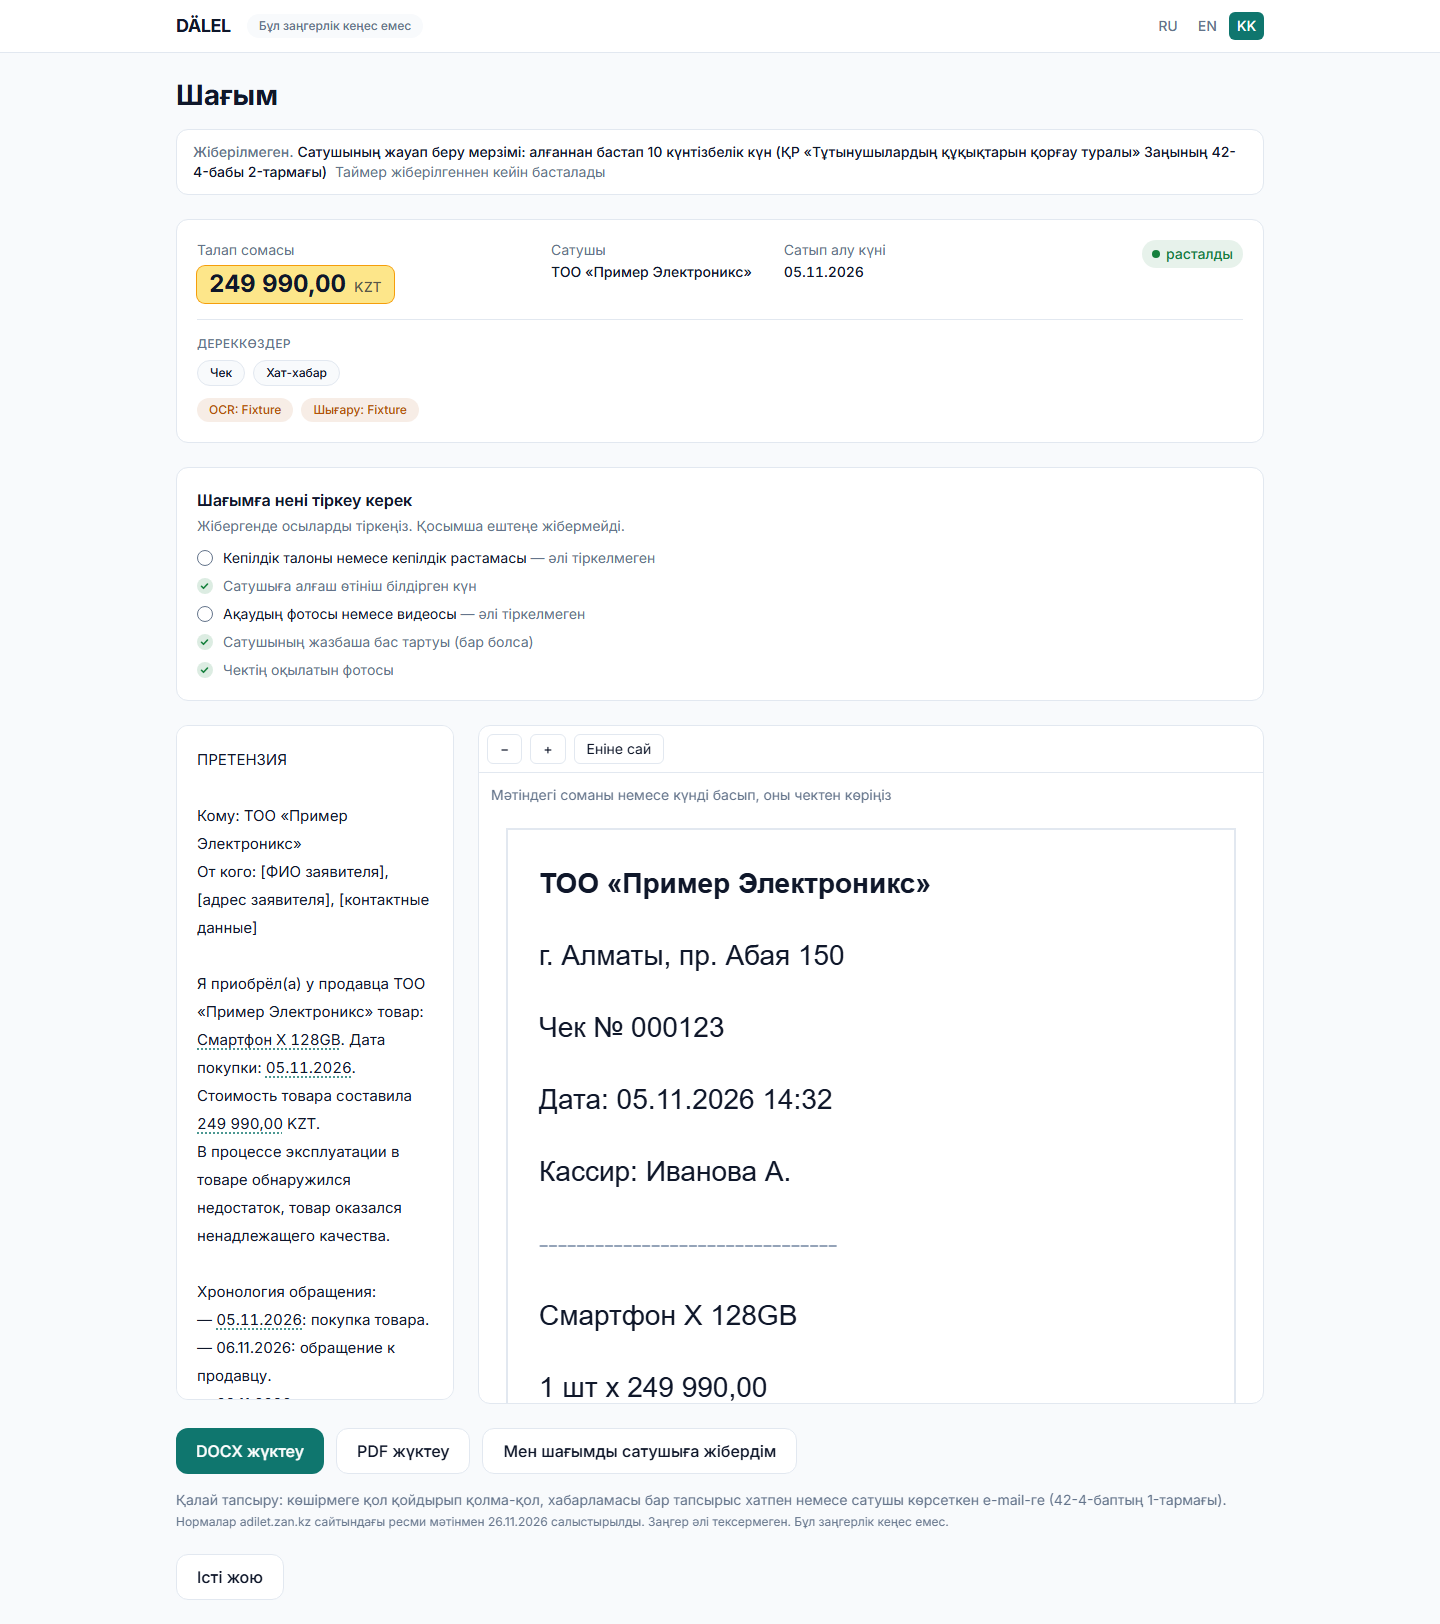 DÄLEL
Бұл заңгерлік кеңес емес
RU
EN
KK
Шағым
Жіберілмеген. Сатушының жауап беру мерзімі: алғаннан бастап 10 күнтізбелік күн (ҚР «Тұтынушылардың құқықтарын қорғау туралы» Заңының 42-
4-бабы 2-тармағы) Таймер жіберілгеннен кейін басталады
Талап сомасы
249 990,00 KZT
Сатушы
ТОО «Пример Электроникс»
Сатып алу күні
05.11.2026
расталды
ДЕРЕККӨЗДЕР
Чек
Хат-хабар
OCR: Fixture
Шығару: Fixture
Шағымға нені тіркеу керек
Жібергенде осыларды тіркеңіз. Қосымша ештеңе жібермейді.
Кепілдік талоны немесе кепілдік растамасы — әлі тіркелмеген
Сатушыға алғаш өтініш білдірген күн
Ақаудың фотосы немесе видеосы — әлі тіркелмеген
Сатушының жазбаша бас тартуы (бар болса)
Чектің оқылатын фотосы
ПРЕТЕНЗИЯ
Кому: ТОО «Пример
Электроникс»
От кого: [ФИО заявителя],
[адрес заявителя], [контактные
данные]
Я приобрёл(а) у продавца ТОО
«Пример Электроникс» товар:
Смартфон X 128GB. Дата
покупки: 05.11.2026.
Стоимость товара составила
249 990,00 KZT.
В процессе эксплуатации в
товаре обнаружился
недостаток, товар оказался
ненадлежащего качества.
Хронология обращения:
— 05.11.2026: покупка товара.
— 06.11.2026: обращение к
продавцу.
−
+
Еніне сай
Мәтіндегі соманы немесе күнді басып, оны чектен көріңіз
ТОО «Пример Электроникс»
г. Алматы, пр. Абая 150
Чек № 000123
Дата: 05.11.2026 14:32
Кассир: Иванова А.
--------------------------------
Смартфон X 128GB
1 шт x 249 990,00
DOCX жүктеу
PDF жүктеу
Мен шағымды сатушыға жібердім
Қалай тапсыру: көшірмеге қол қойдырып қолма-қол, хабарламасы бар тапсырыс хатпен немесе сатушы көрсеткен e-mail-ге (42-4-баптың 1-тармағы).
Нормалар adilet.zan.kz сайтындағы ресми мәтінмен 26.11.2026 салыстырылды. Заңгер әлі тексермеген. Бұл заңгерлік кеңес емес.
Істі жою